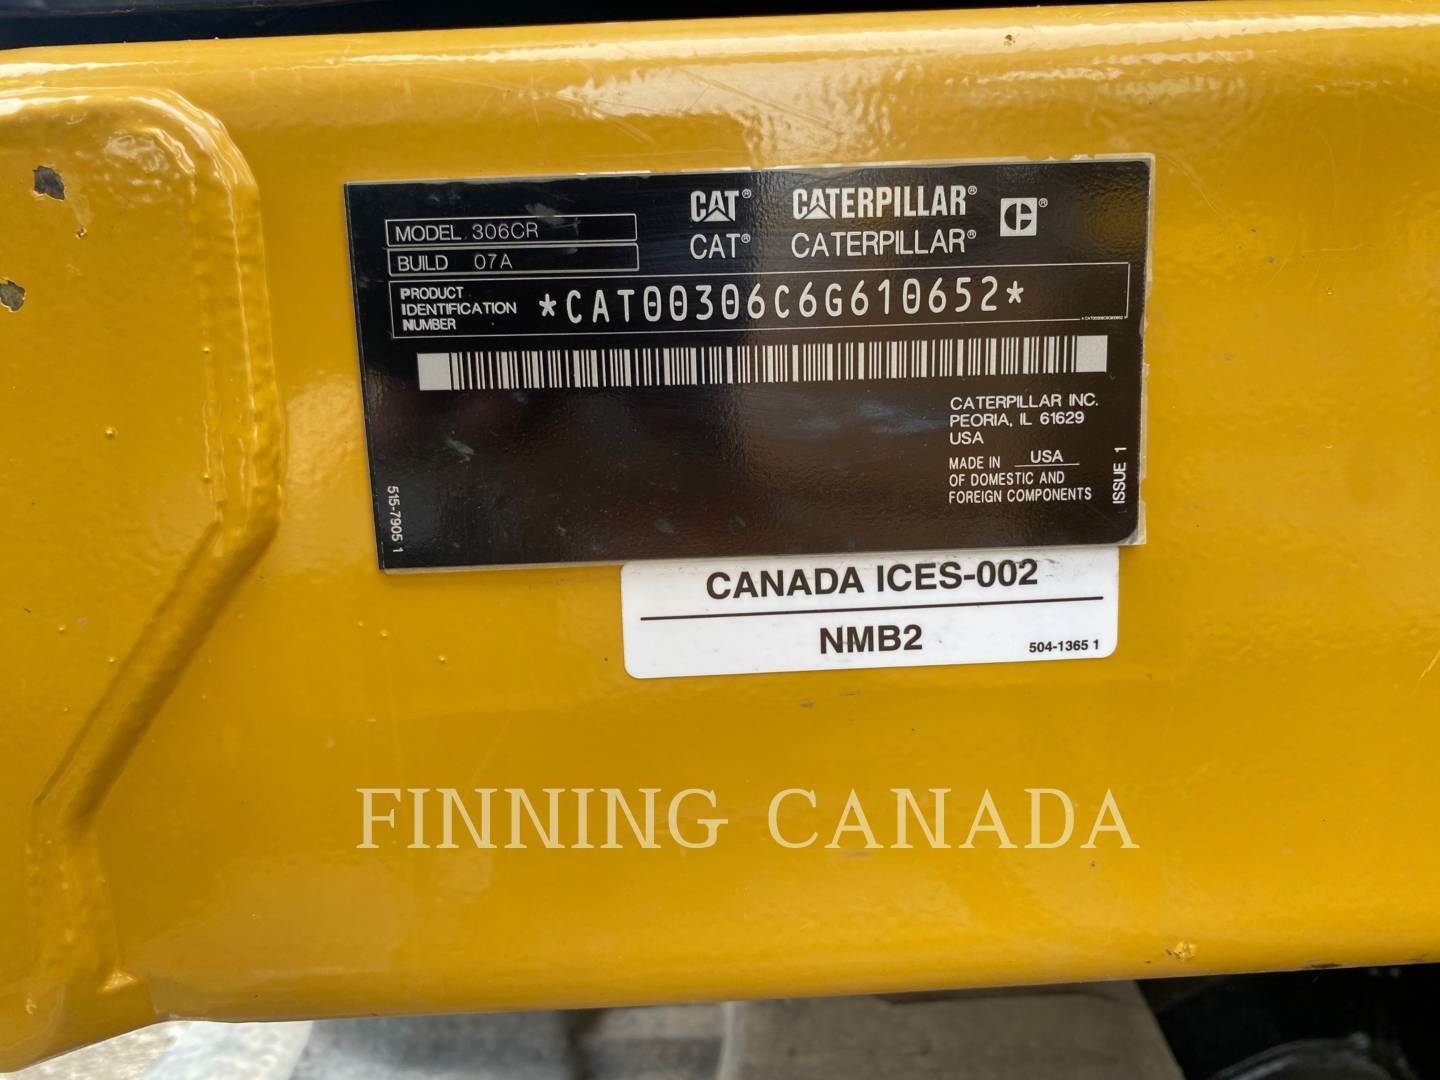 MODEL 306CR
BUILD 07A
CAT® CATERPILLAR® ®
CAT® CATERPILLAR®
PRODUCT
IDENTIFICATION
NUMBER
*CAT00306C6G610652*
CATERPILLAR INC.
PEORIA, IL 61629
USA
MADE IN USA
OF DOMESTIC AND
FOREIGN COMPONENTS
ISSUE 1
515-7905 1
CANADA ICES-002
NMB2
504-1365 1
FINNING CANADA